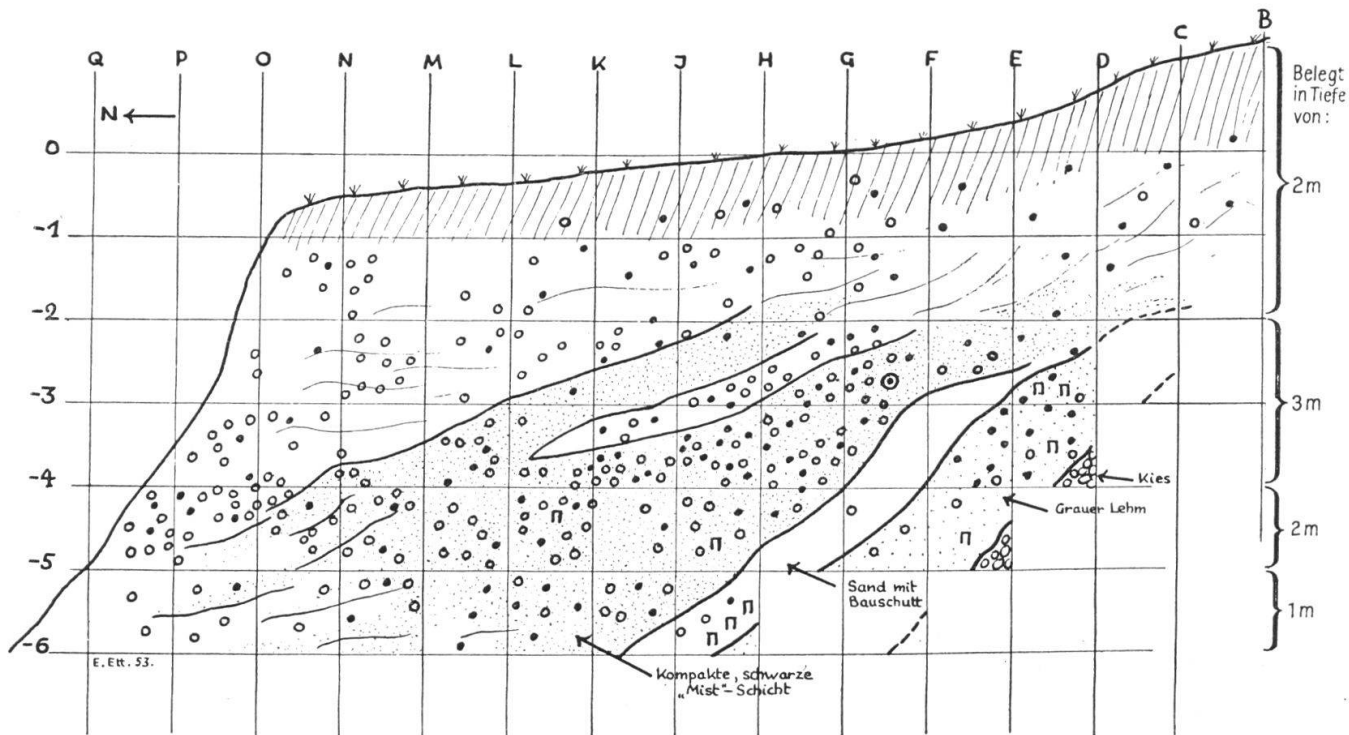 Q P O N M L K J H G F E D C B
N
Belegt
in Tiefe
von:
0
2m
-1
-2
-3
3m
Kies
-4
Grauer Lehm
2m
-5
Sand mit
Bauschutt
1m
-6
E. Ett. 53.
Kompakte, schwarze
„Mist"-Schicht